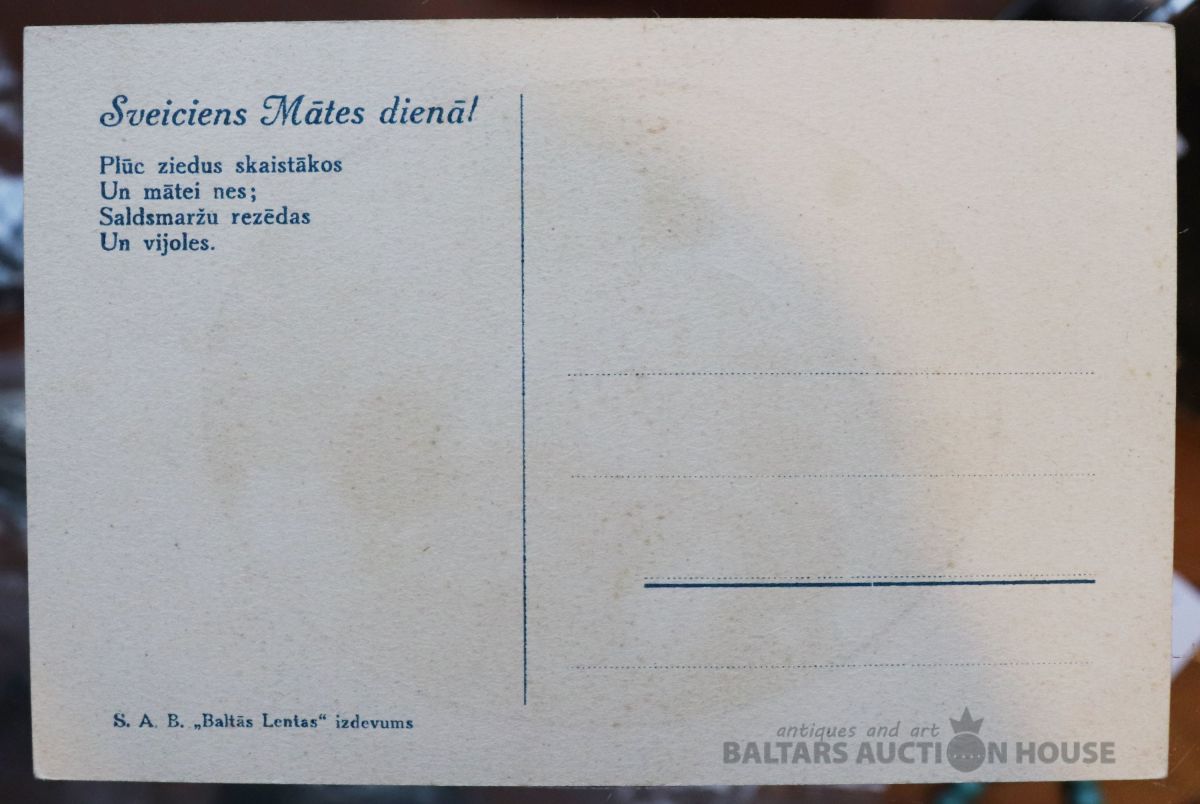 Sveiciens Mātes dienā!
Plūc ziedus skaistākos
Un mātei nes;
Saldsmaržu rezēdas
Un vijoles.
S. A. B. „Baltās Lentas“ izdevums
antiques and art
BALTARS AUCTION HOUSE